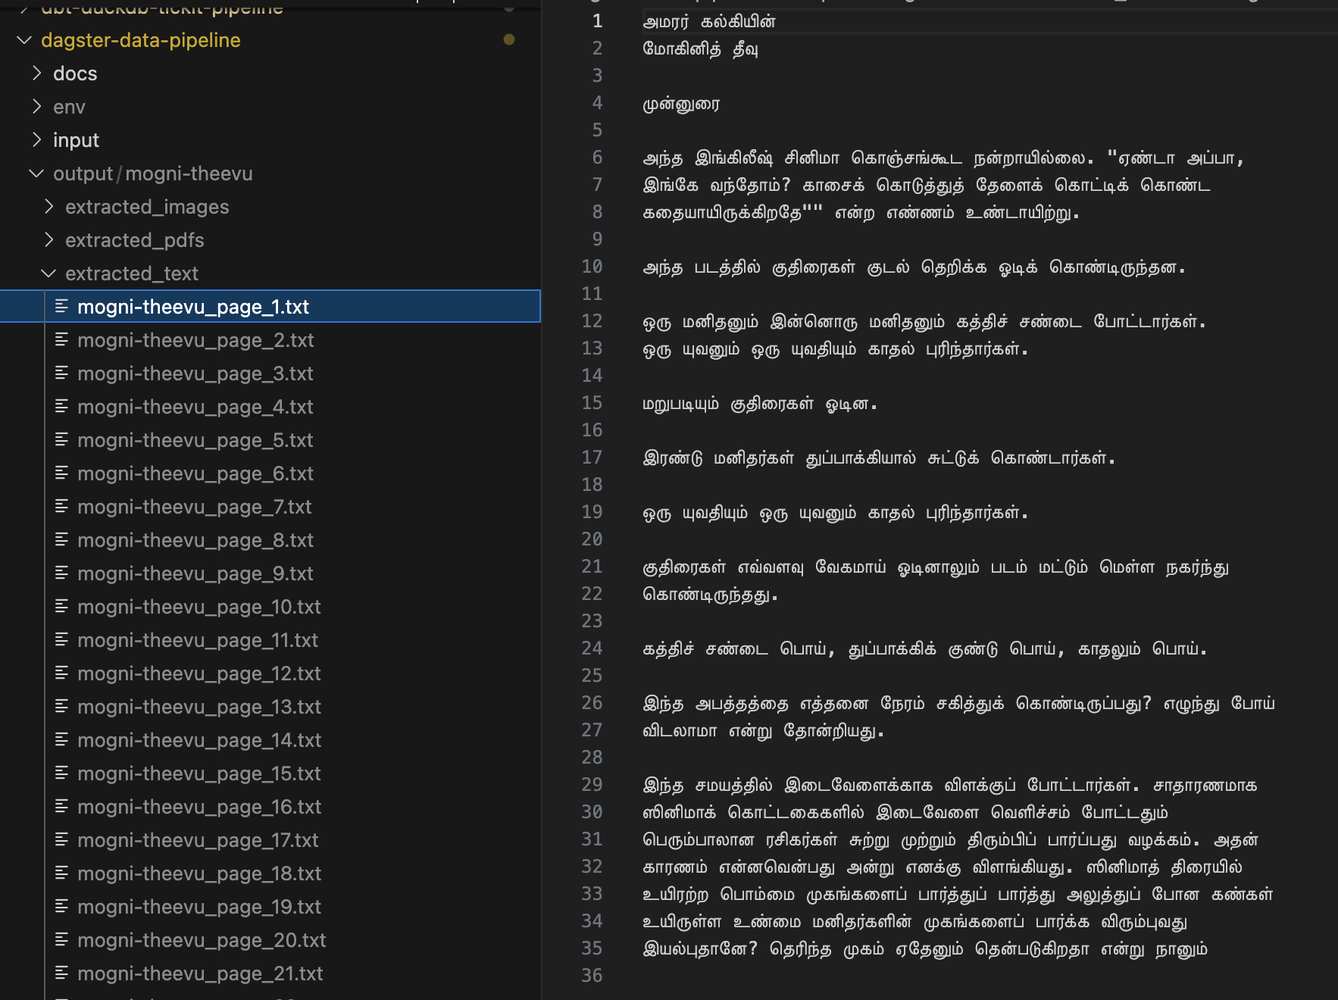 dbt-duckdb-tickit-pipeline
dagster-data-pipeline
docs
env
input
output/mogni-theevu
extracted_images
extracted_pdfs
extracted_text
mogni-theevu_page_1.txt
mogni-theevu_page_2.txt
mogni-theevu_page_3.txt
mogni-theevu_page_4.txt
mogni-theevu_page_5.txt
mogni-theevu_page_6.txt
mogni-theevu_page_7.txt
mogni-theevu_page_8.txt
mogni-theevu_page_9.txt
mogni-theevu_page_10.txt
mogni-theevu_page_11.txt
mogni-theevu_page_12.txt
mogni-theevu_page_13.txt
mogni-theevu_page_14.txt
mogni-theevu_page_15.txt
mogni-theevu_page_16.txt
mogni-theevu_page_17.txt
mogni-theevu_page_18.txt
mogni-theevu_page_19.txt
mogni-theevu_page_20.txt
mogni-theevu_page_21.txt
1 அமரர் கல்கியின்
2 மோகினித் தீவு
3
4 முன்னுரை
5
6 அந்த இங்கிலீஷ் சினிமா கொஞ்சங்கூட நன்றாயில்லை. "ஏண்டா அப்பா,
7 இங்கே வந்தோம்? காசைக் கொடுத்துத் தேளைக் கொட்டிக் கொண்ட
8 கதையாயிருக்கிறதே"" என்ற எண்ணம் உண்டாயிற்று.
9
10 அந்த படத்தில் குதிரைகள் குடல் தெறிக்க ஓடிக் கொண்டிருந்தன.
11
12 ஒரு மனிதனும் இன்னொரு மனிதனும் கத்திச் சண்டை போட்டார்கள்.
13 ஒரு யுவனும் ஒரு யுவதியும் காதல் புரிந்தார்கள்.
14
15 மறுபடியும் குதிரைகள் ஓடின.
16
17 இரண்டு மனிதர்கள் துப்பாக்கியால் சுட்டுக் கொண்டார்கள்.
18
19 ஒரு யுவதியும் ஒரு யுவனும் காதல் புரிந்தார்கள்.
20
21 குதிரைகள் எவ்வளவு வேகமாய் ஓடினாலும் படம் மட்டும் மெள்ள நகர்ந்து
22 கொண்டிருந்தது.
23
24 கத்திச் சண்டை பொய், துப்பாக்கிக் குண்டு பொய், காதலும் பொய்.
25
26 இந்த அபத்தத்தை எத்தனை நேரம் சகித்துக் கொண்டிருப்பது? எழுந்து போய்
27 விடலாமா என்று தோன்றியது.
28
29 இந்த சமயத்தில் இடைவேளைக்காக விளக்குப் போட்டார்கள். சாதாரணமாக
30 ஸினிமாக் கொட்டகைகளில் இடைவேளை வெளிச்சம் போட்டதும்
31 பெரும்பாலான ரசிகர்கள் சுற்று முற்றும் திரும்பிப் பார்ப்பது வழக்கம். அதன்
32 காரணம் என்னவென்பது அன்று எனக்கு விளங்கியது. ஸினிமாத் திரையில்
33 உயிரற்ற பொம்மை முகங்களைப் பார்த்துப் பார்த்து அலுத்துப் போன கண்கள்
34 உயிருள்ள உண்மை மனிதர்களின் முகங்களைப் பார்க்க விரும்புவது
35 இயல்புதானே? தெரிந்த முகம் ஏதேனும் தென்படுகிறதா என்று நானும்
36